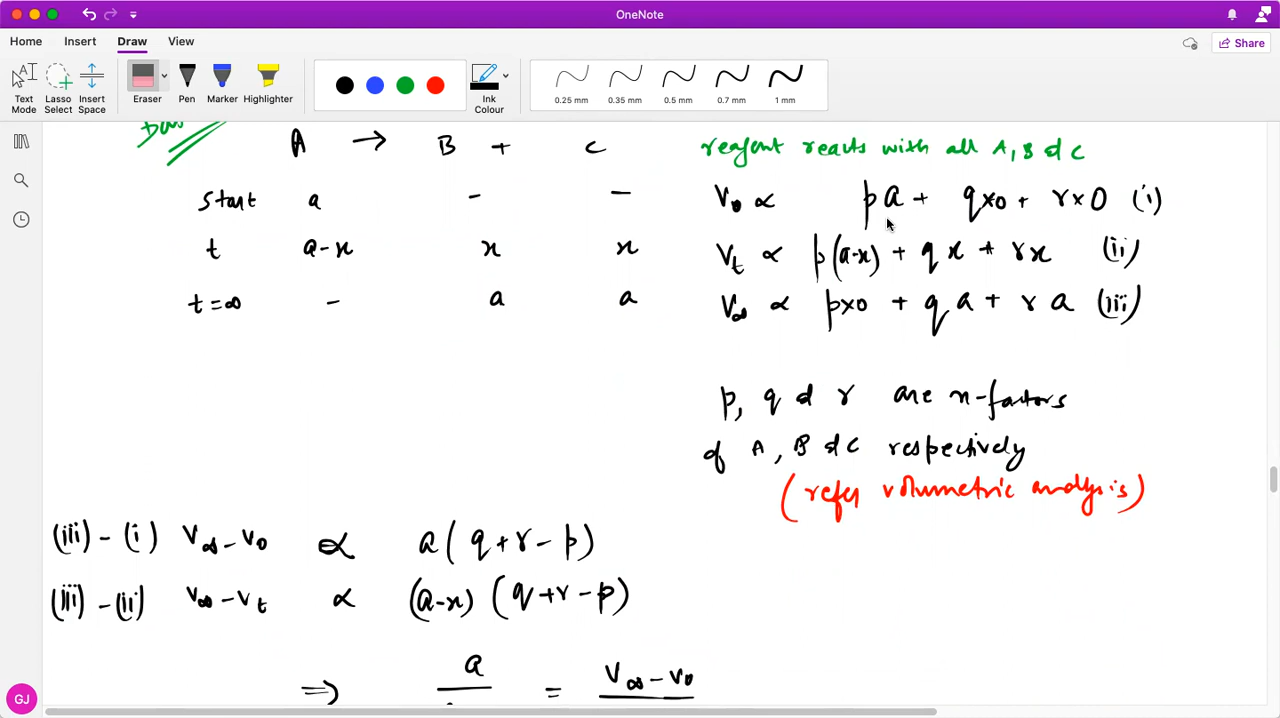 OneNote
Home Insert Draw View
Share
Text Mode
Lasso Select
Insert Space
Eraser
Pen
Marker
Highlighter
Ink Colour
0.25 mm 0.35 mm 0.5 mm 0.7 mm 1 mm
A → B + C
reagent reacts with all A, B & C
start a - -
V₀ ∝ pa + q×0 + r×0 (i)
t a-x x x
Vt ∝ p(a-x) + qx + rx (ii)
t=∞ - a a
V∞ ∝ p×0 + qa + ra (iii)
p, q & r are n-factors
of A, B & C respectively
(refer volumetric analysis)
(iii) - (i) V∞ - V₀ ∝ a(q+r-p)
(iii) - (ii) V∞ - Vt ∝ (a-x) (q+r-p)
⇒ a = V∞ - V₀
GJ